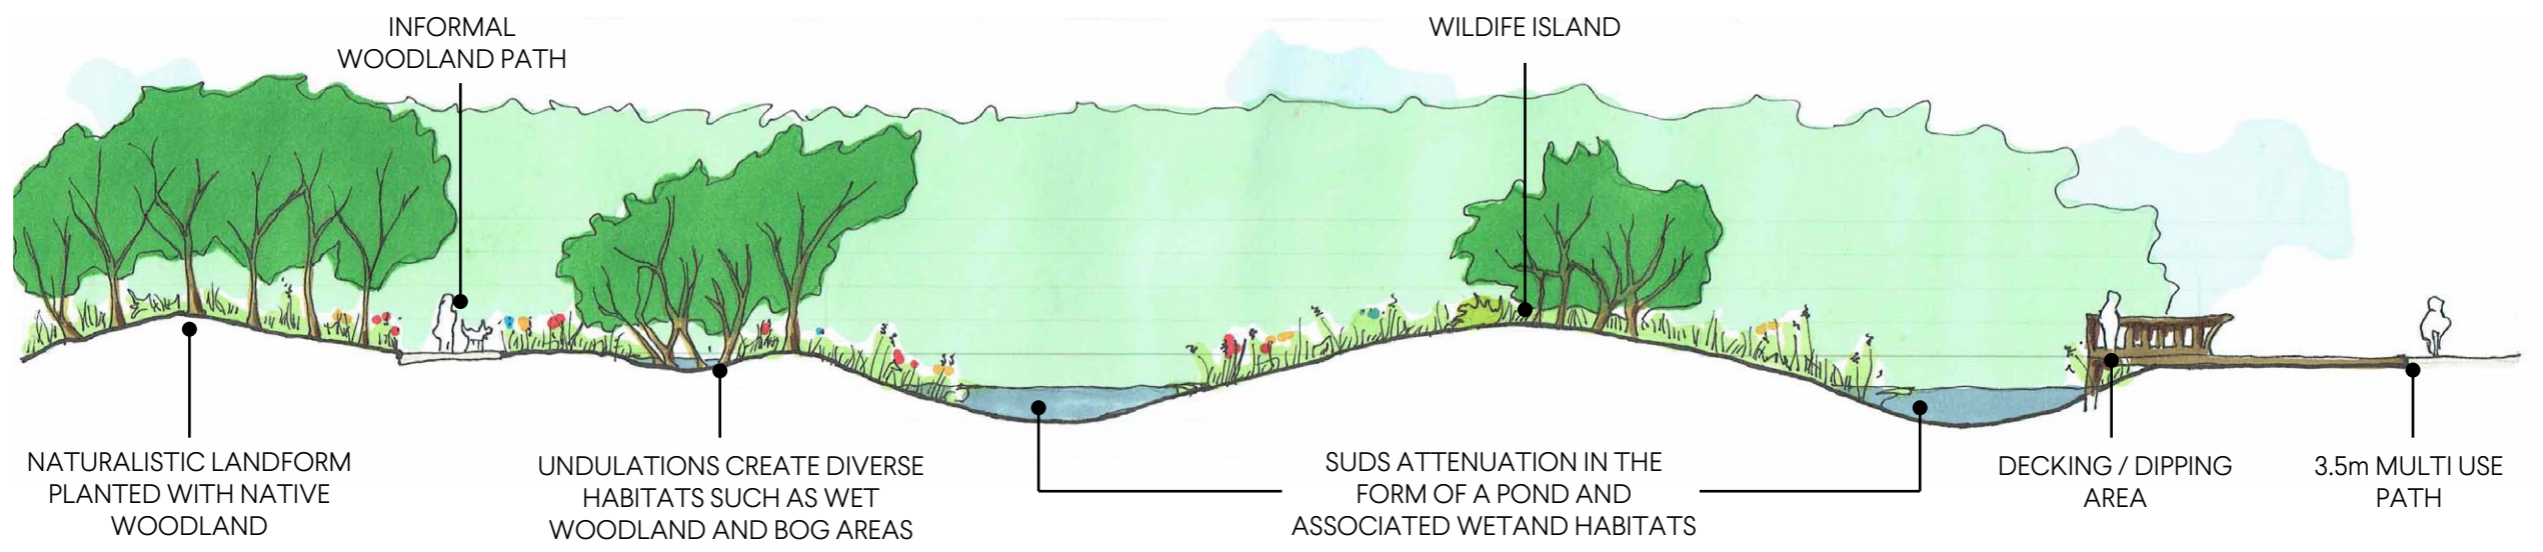 INFORMAL
WOODLAND PATH
WILDIFE ISLAND
NATURALISTIC LANDFORM
PLANTED WITH NATIVE
WOODLAND
UNDULATIONS CREATE DIVERSE
HABITATS SUCH AS WET
WOODLAND AND BOG AREAS
SUDS ATTENUATION IN THE
FORM OF A POND AND
ASSOCIATED WETAND HABITATS
DECKING / DIPPING
AREA
3.5m MULTI USE
PATH